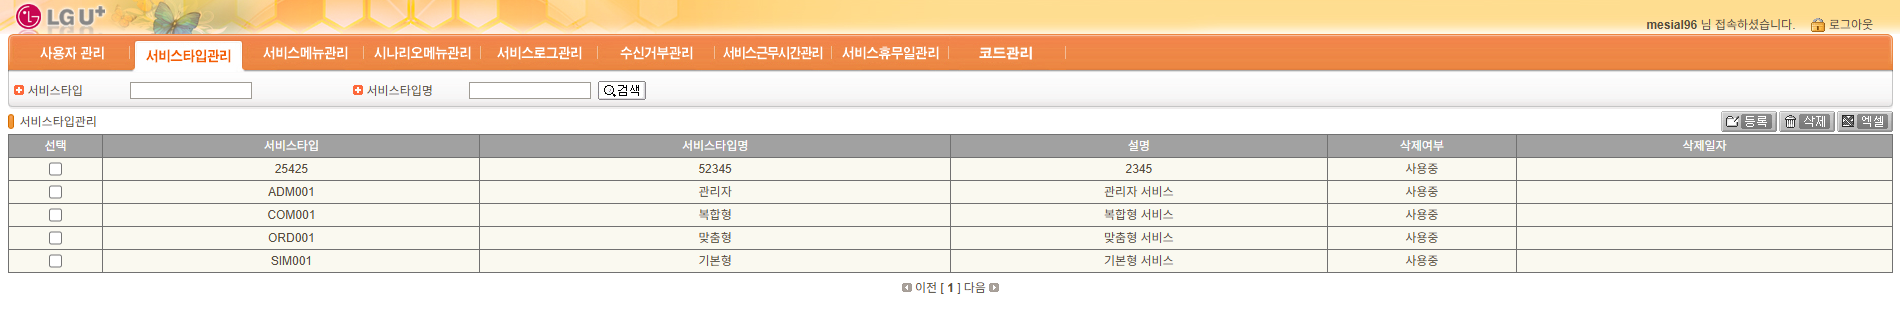 LG U+
mesial96 님 접속하셨습니다. 로그아웃
사용자 관리 서비스타입관리 서비스메뉴관리 시나리오메뉴관리 서비스로그관리 수신거부관리 서비스근무시간관리 서비스휴무일관리 코드관리
서비스타입 서비스타입명 검색
서비스타입관리 등록 삭제 엑셀
선택 서비스타입 서비스타입명 설명 삭제여부 삭제일자
25425 52345 2345 사용중
ADM001 관리자 관리자 서비스 사용중
COM001 복합형 복합형 서비스 사용중
ORD001 맞춤형 맞춤형 서비스 사용중
SIM001 기본형 기본형 서비스 사용중
이전 [ 1 ] 다음